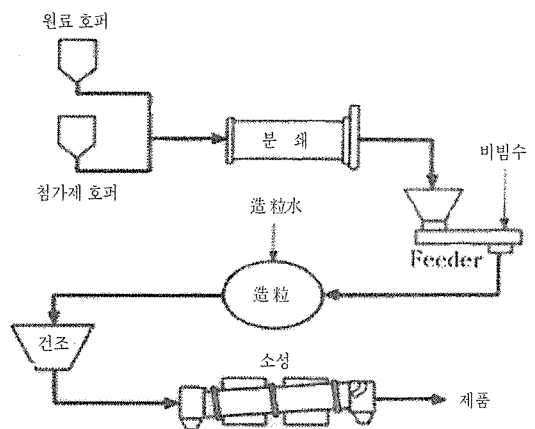 원료 호퍼
첨가제 호퍼
분 쇄
비빔수
Feeder
造粒水
造粒
건조
소성
제품